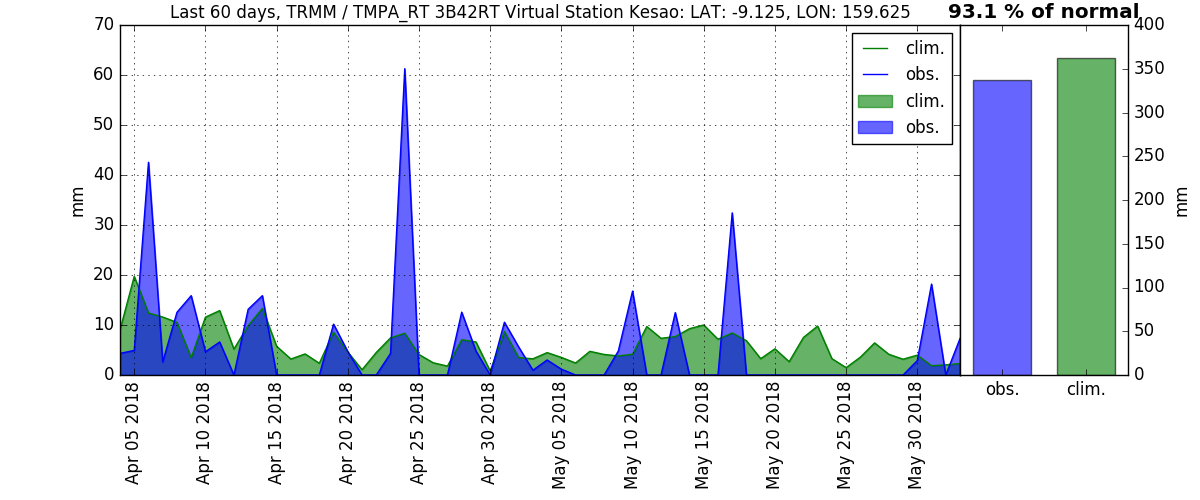 Last 60 days, TRMM / TMPA_RT 3B42RT Virtual Station Kesao: LAT: -9.125, LON: 159.625
93.1 % of normal
70
60
50
40
30
20
10
0
mm
clim.
obs.
clim.
obs.
400
350
300
250
200
150
100
50
0
mm
obs.
clim.
Apr 05 2018
Apr 10 2018
Apr 15 2018
Apr 20 2018
Apr 25 2018
Apr 30 2018
May 05 2018
May 10 2018
May 15 2018
May 20 2018
May 25 2018
May 30 2018